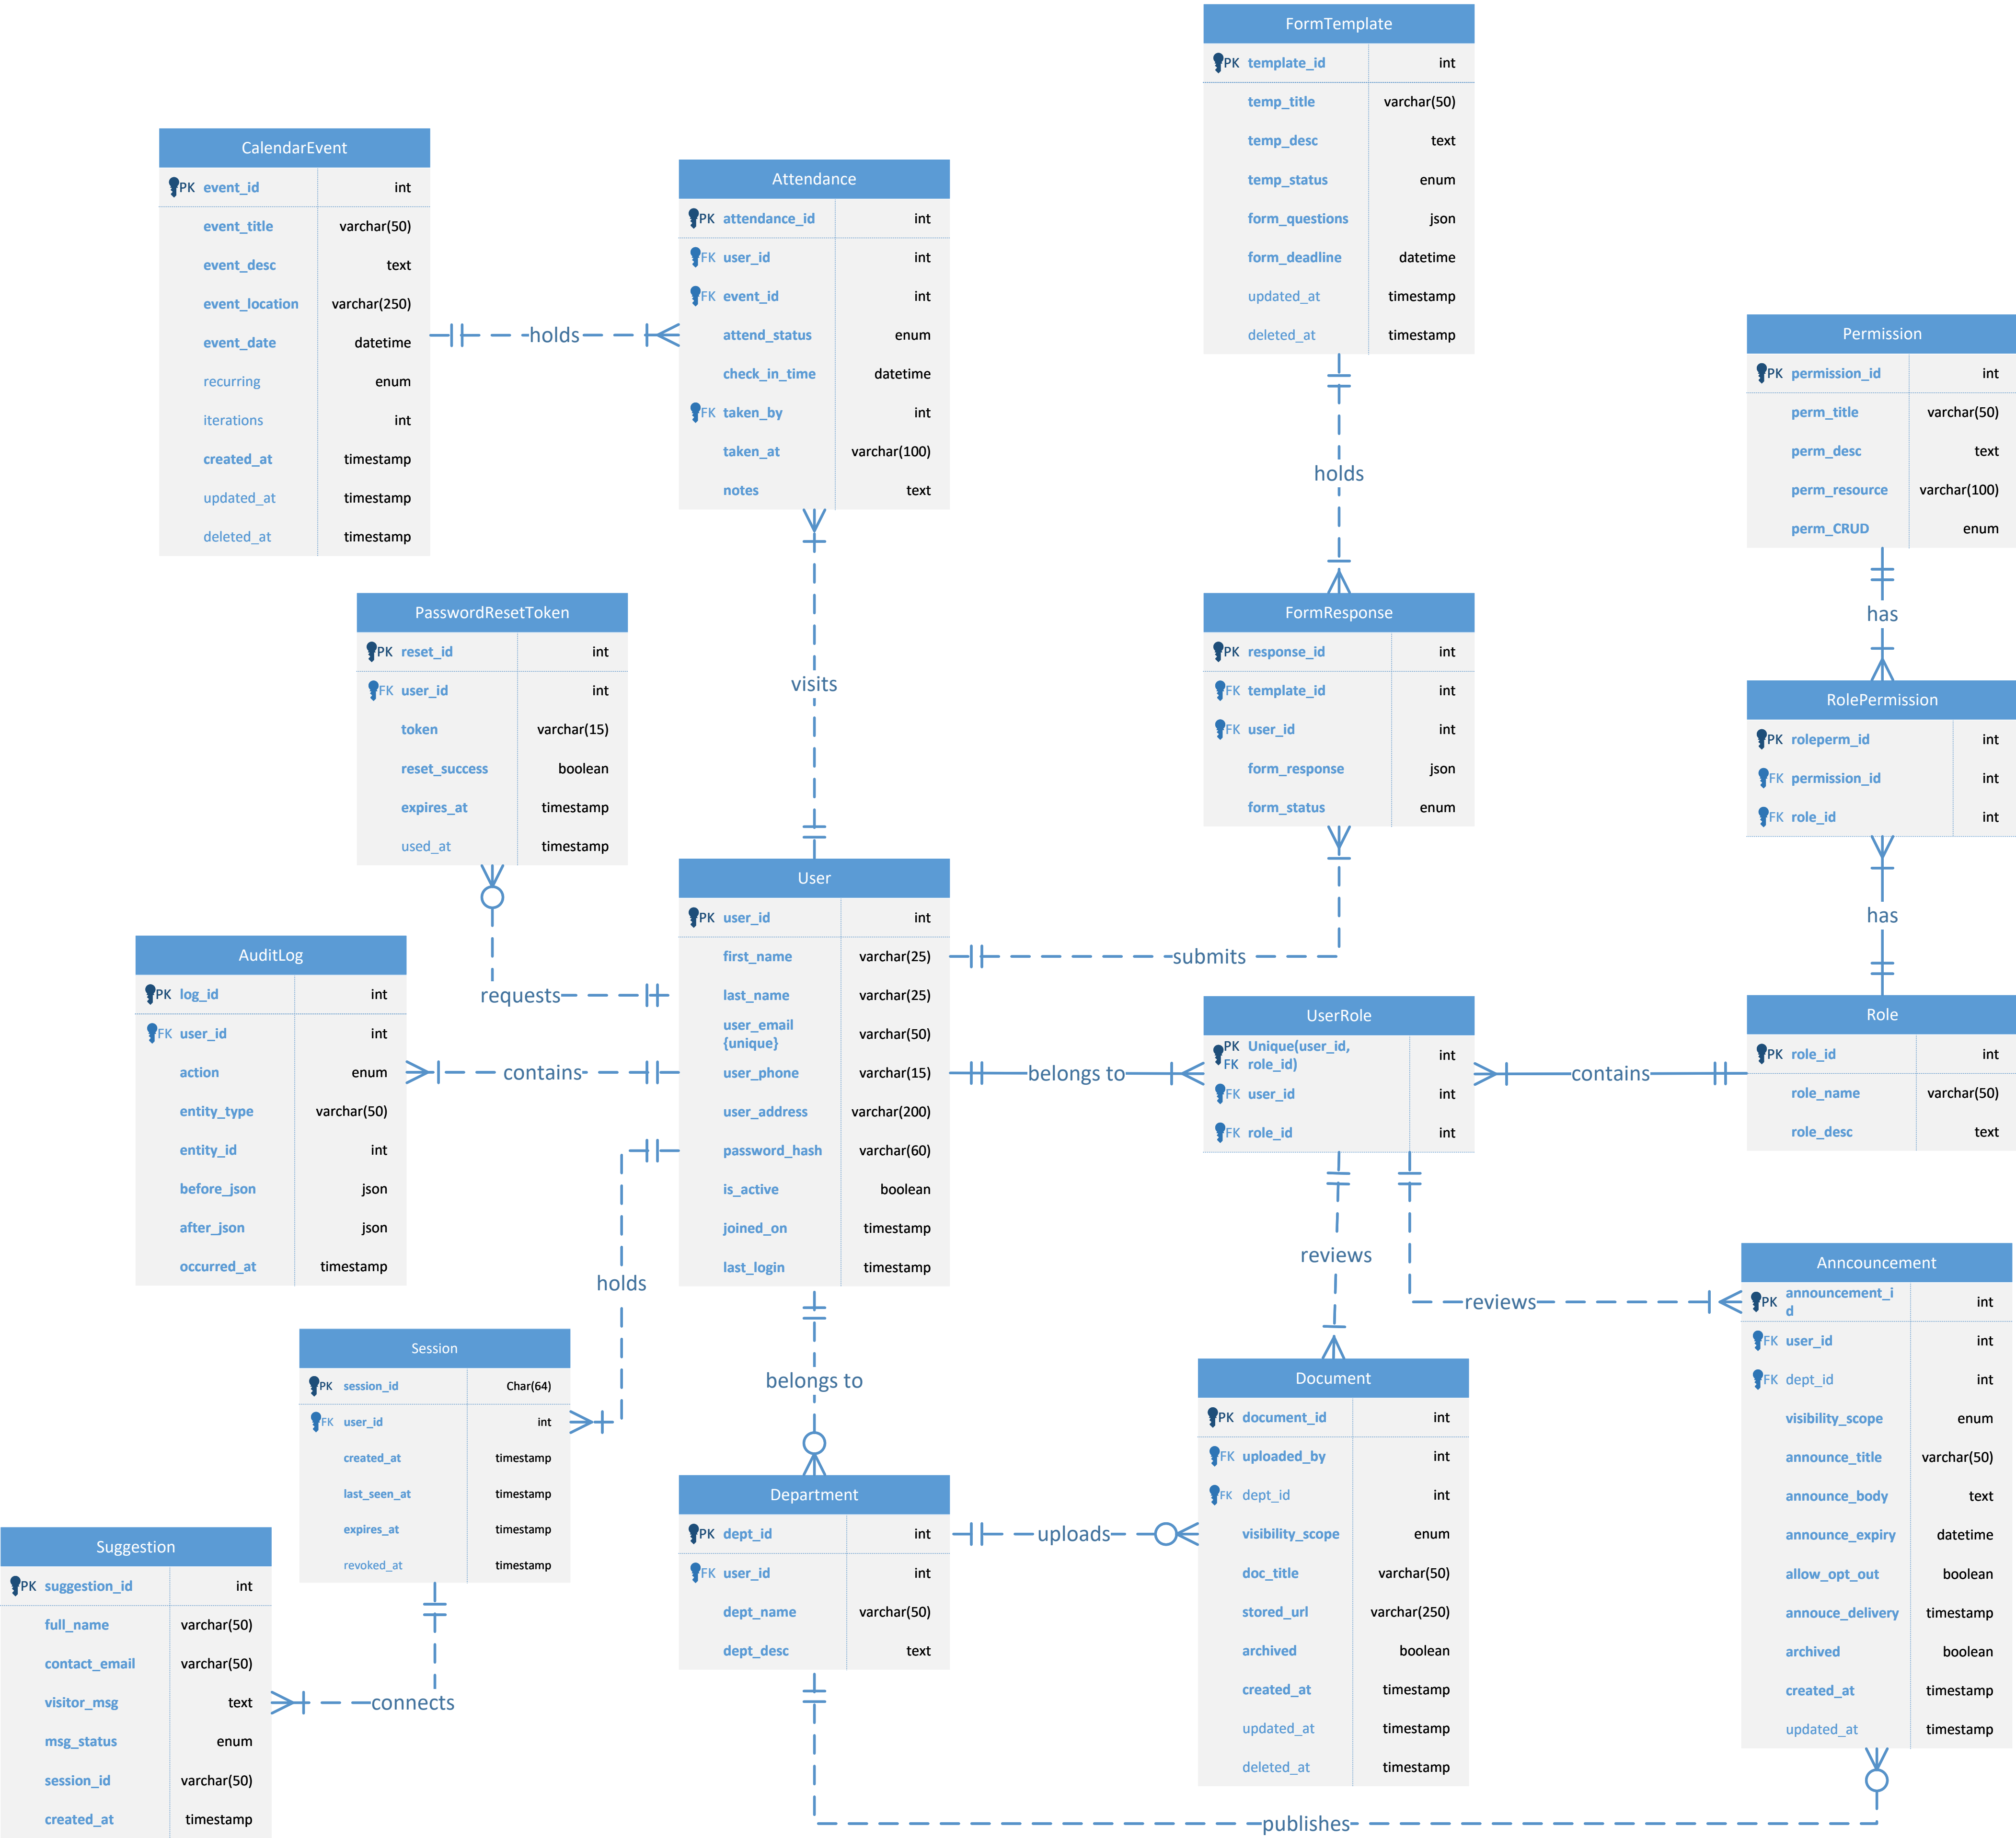 FormTemplate
PK template_id int
temp_title varchar(50)
temp_desc text
temp_status enum
form_questions json
form_deadline datetime
updated_at timestamp
deleted_at timestamp
CalendarEvent
PK event_id int
event_title varchar(50)
event_desc text
event_location varchar(250)
event_date datetime
recurring enum
iterations int
created_at timestamp
updated_at timestamp
deleted_at timestamp
holds
Attendance
PK attendance_id int
FK user_id int
FK event_id int
attend_status enum
check_in_time datetime
FK taken_by int
taken_at varchar(100)
notes text
holds
Permission
PK permission_id int
perm_title varchar(50)
perm_desc text
perm_resource varchar(100)
perm_CRUD enum
has
PasswordResetToken
PK reset_id int
FK user_id int
token varchar(15)
reset_success boolean
expires_at timestamp
used_at timestamp
visits
FormResponse
PK response_id int
FK template_id int
FK user_id int
form_response json
form_status enum
RolePermission
PK roleperm_id int
FK permission_id int
FK role_id int
has
User
PK user_id int
first_name varchar(25)
last_name varchar(25)
user_email
{unique} varchar(50)
user_phone varchar(15)
user_address varchar(200)
password_hash varchar(60)
is_active boolean
joined_on timestamp
last_login timestamp
submits
requests
AuditLog
PK log_id int
FK user_id int
action enum
entity_type varchar(50)
entity_id int
before_json json
after_json json
occurred_at timestamp
contains
belongs to
UserRole
PK Unique(user_id,
FK role_id) int
FK user_id int
FK role_id int
contains
Role
PK role_id int
role_name varchar(50)
role_desc text
reviews
reviews
holds
belongs to
Anncouncement
PK announcement_i
d int
FK user_id int
FK dept_id int
visibility_scope enum
announce_title varchar(50)
announce_body text
announce_expiry datetime
allow_opt_out boolean
annouce_delivery timestamp
archived boolean
created_at timestamp
updated_at timestamp
Session
PK session_id Char(64)
FK user_id int
created_at timestamp
last_seen_at timestamp
expires_at timestamp
revoked_at timestamp
Document
PK document_id int
FK uploaded_by int
FK dept_id int
visibility_scope enum
doc_title varchar(50)
stored_url varchar(250)
archived boolean
created_at timestamp
updated_at timestamp
deleted_at timestamp
Department
PK dept_id int
FK user_id int
dept_name varchar(50)
dept_desc text
uploads
Suggestion
PK suggestion_id int
full_name varchar(50)
contact_email varchar(50)
visitor_msg text
msg_status enum
session_id varchar(50)
created_at timestamp
connects
publishes